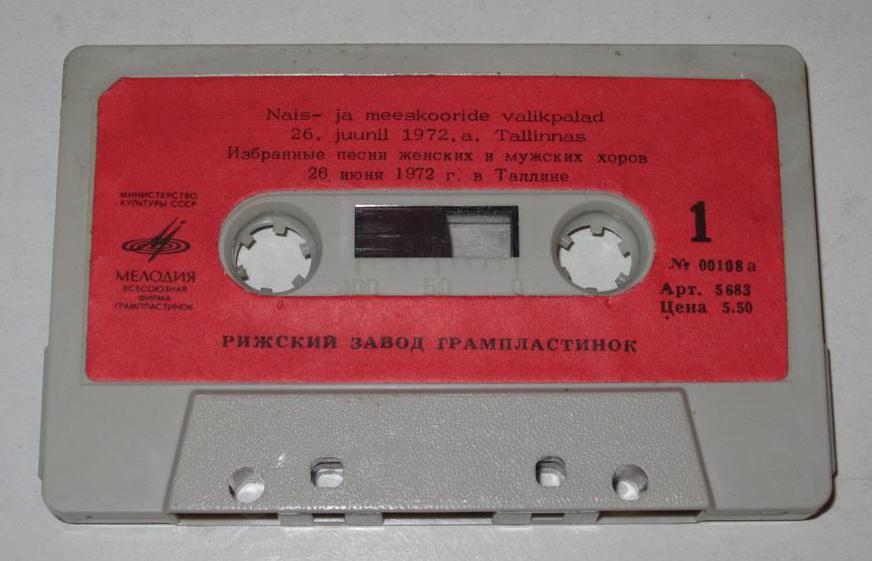 Nais- ja meeskooride valikpalad
26. juunil 1972.a. Tallinnas
Избранные песни женских и мужских хоров
26 июня 1972 г. в Таллине
МИНИСТЕРСТВО
КУЛЬТУРЫ СССР
МЕЛОДИЯ
ВСЕСОЮЗНАЯ
ФИРМА
ГРАМПЛАСТИНОК
1
№ 00108а
Арт. 5683
Цена 5.50
100 50 0
РИЖСКИЙ ЗАВОД ГРАМПЛАСТИНОК